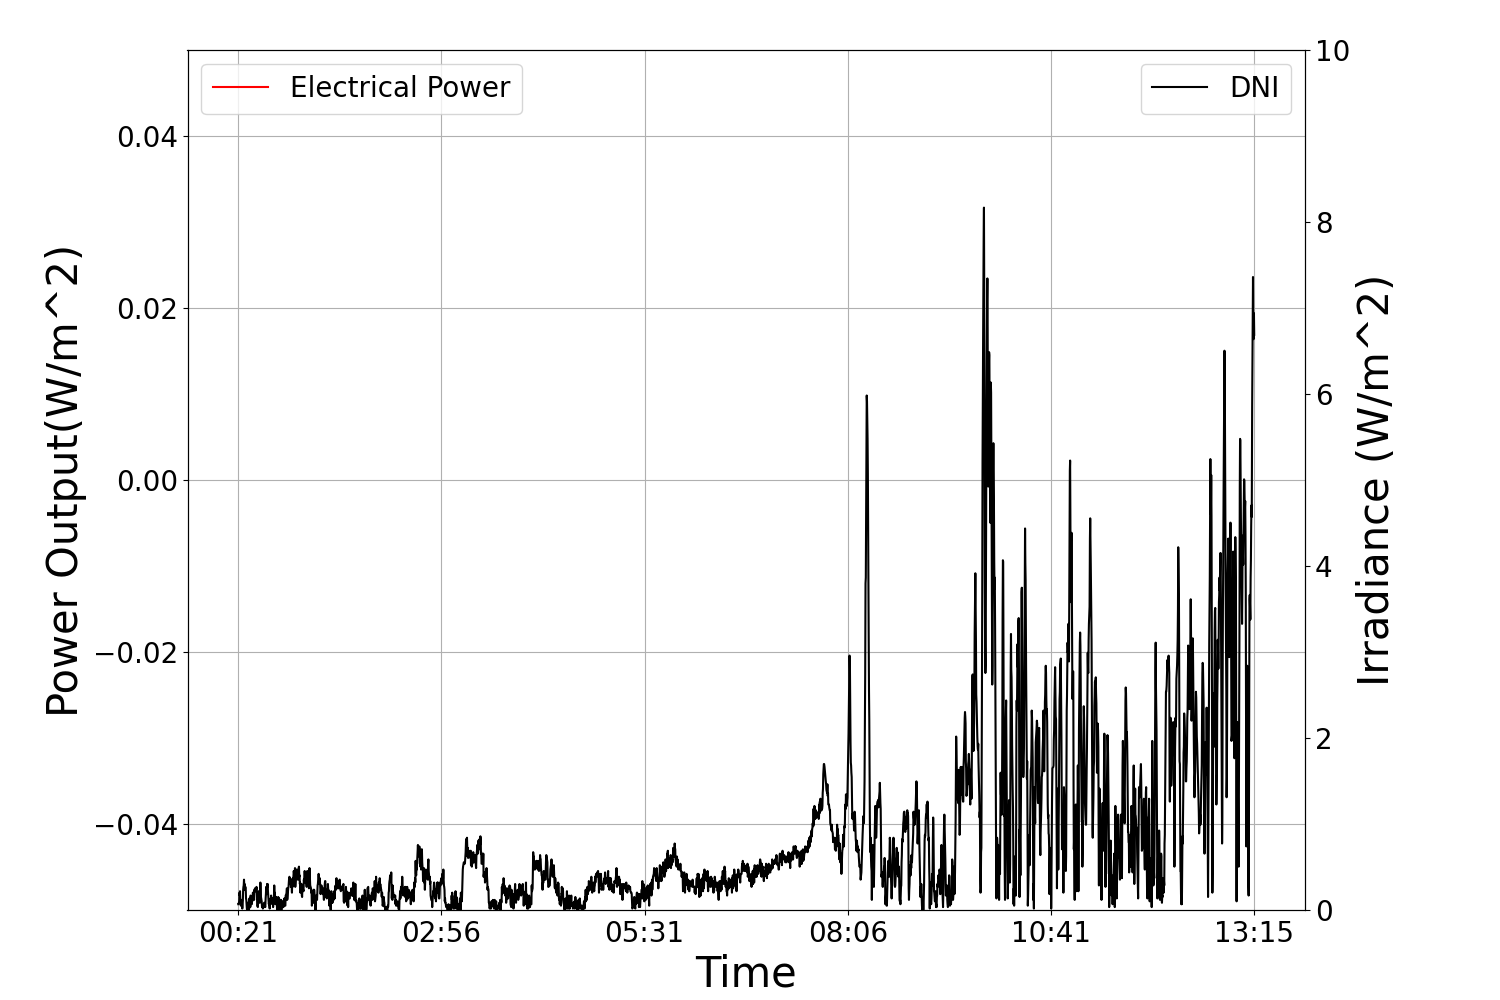 Electrical Power
DNI
10
8
6
4
2
0
0.04
0.02
0.00
−0.02
−0.04
Power Output(W/m^2)
Irradiance (W/m^2)
00:21 02:56 05:31 08:06 10:41 13:15
Time